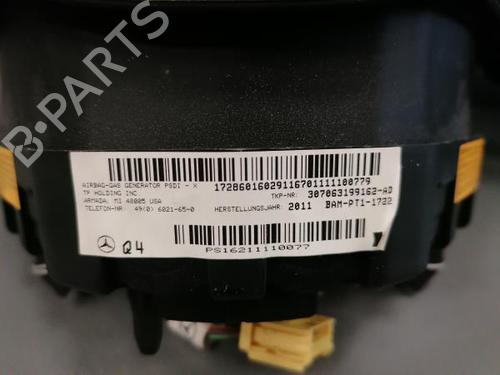 B-PARTS
AIRBAG-GAS GENERATOR PSDI - X
TP HOLDING INC
ARMADA, MI 48005 USA
TELEFON-NR 49(0) 6021-65-0
17286016029116701111100779
TKP-NR. 307063199162-AD
HERSTELLUNGSJAHR: 2011 BAM-PT1-1722
Q4
PS16211110077